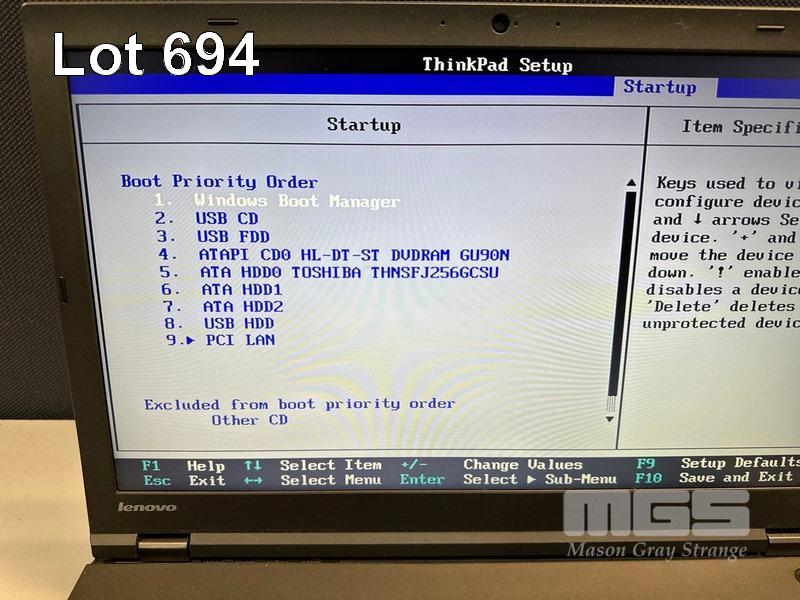 Lot 694
ThinkPad Setup
Startup
Startup
Item Specifi
Boot Priority Order
1. Windows Boot Manager
2. USB CD
3. USB FDD
4. ATAPI CD0 HL-DT-ST DVDRAM GU90N
5. ATA HDD0 TOSHIBA THNSFJ256GCSU
6. ATA HDD1
7. ATA HDD2
8. USB HDD
9.▶ PCI LAN
Excluded from boot priority order
Other CD
Keys used to vi
configure devic
and ↓ arrows Se
device. '+' and
move the device
down. '!' enable
disables a devic
'Delete' deletes
unprotected devic
F1 Help ↑↓ Select Item +/- Change Values F9 Setup Defaults
Esc Exit ←→ Select Menu Enter Select ▶ Sub-Menu F10 Save and Exit
lenovo
MGS
Mason Gray Strange